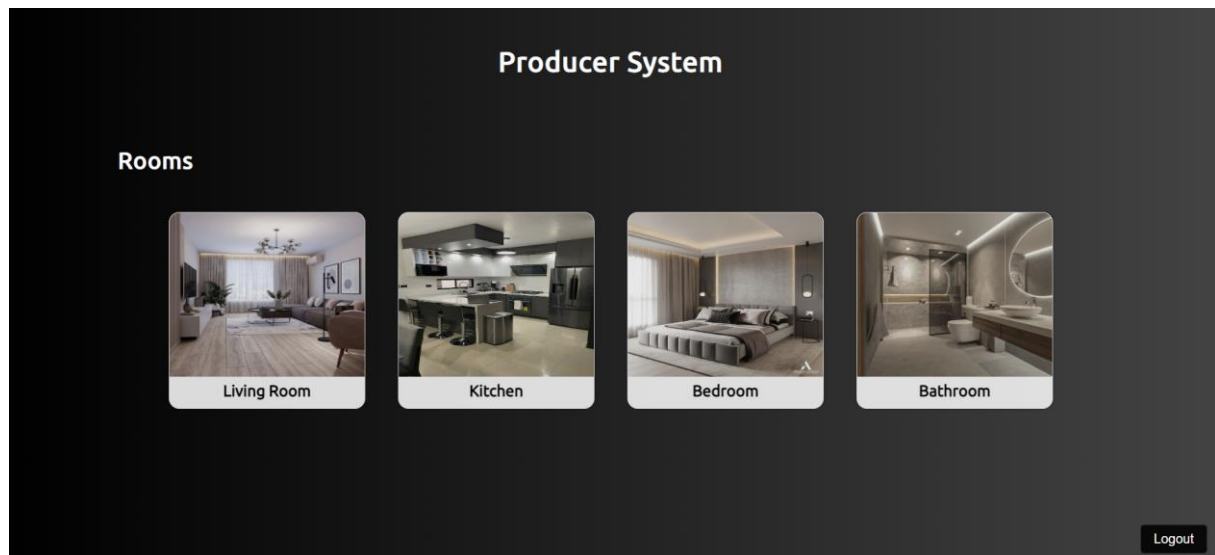 Producer System
Rooms
Living Room
Kitchen
Bedroom
Bathroom
Logout